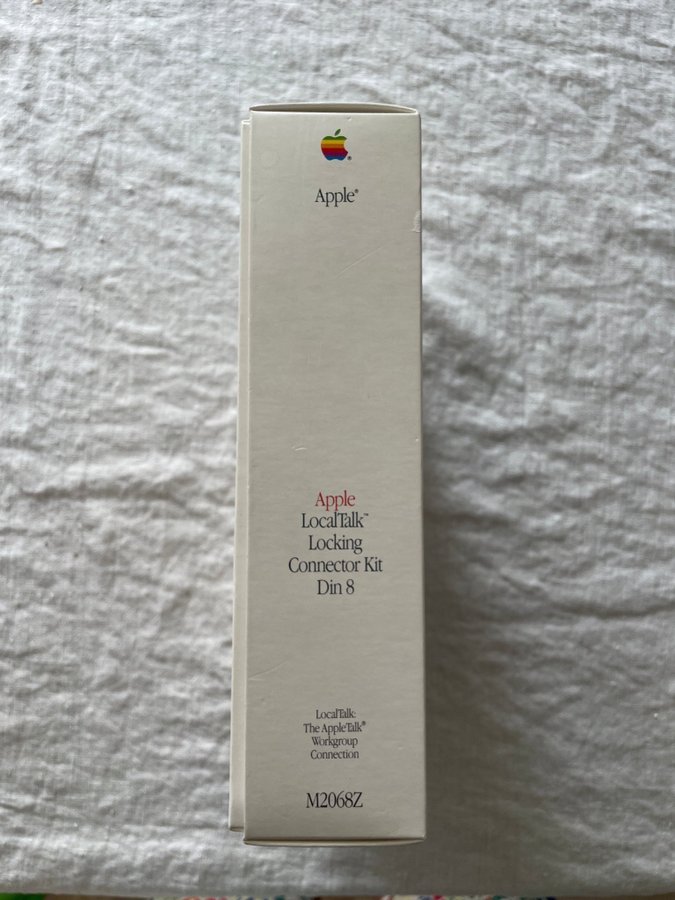 Apple®
Apple
LocalTalk™
Locking
Connector Kit
Din 8
LocalTalk:
The AppleTalk®
Workgroup
Connection
M2068Z